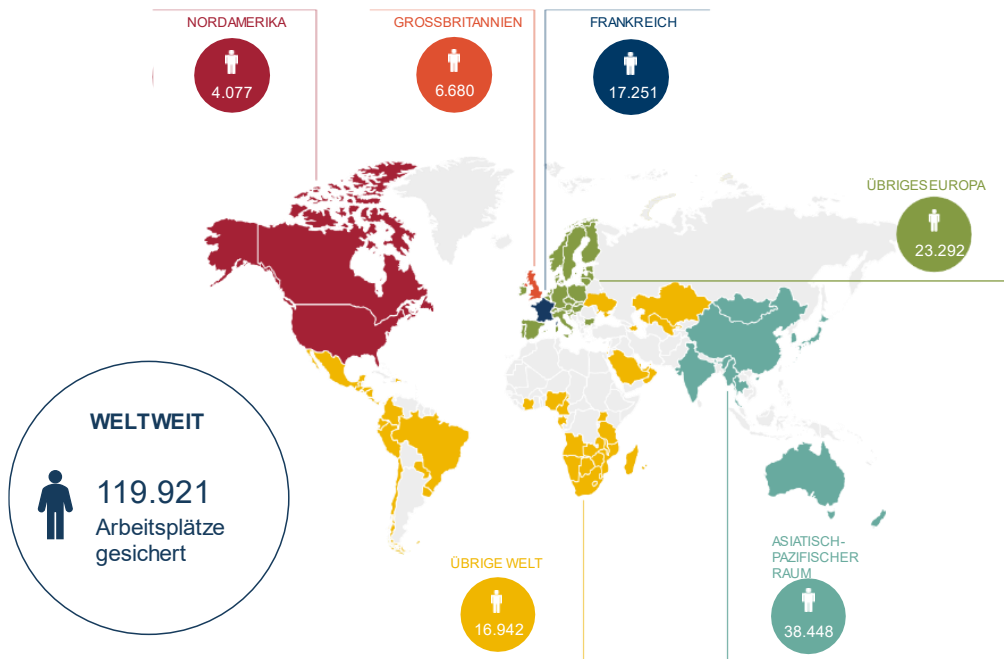 NORDAMERIKA
4.077
GROSSBRITANNIEN
6.680
FRANKREICH
17.251
ÜBRIGESEUROPA
23.292
WELTWEIT
119.921
Arbeitsplätze
gesichert
ÜBRIGE WELT
16.942
ASIATISCH-
PAZIFISCHER
RAUM
38.448